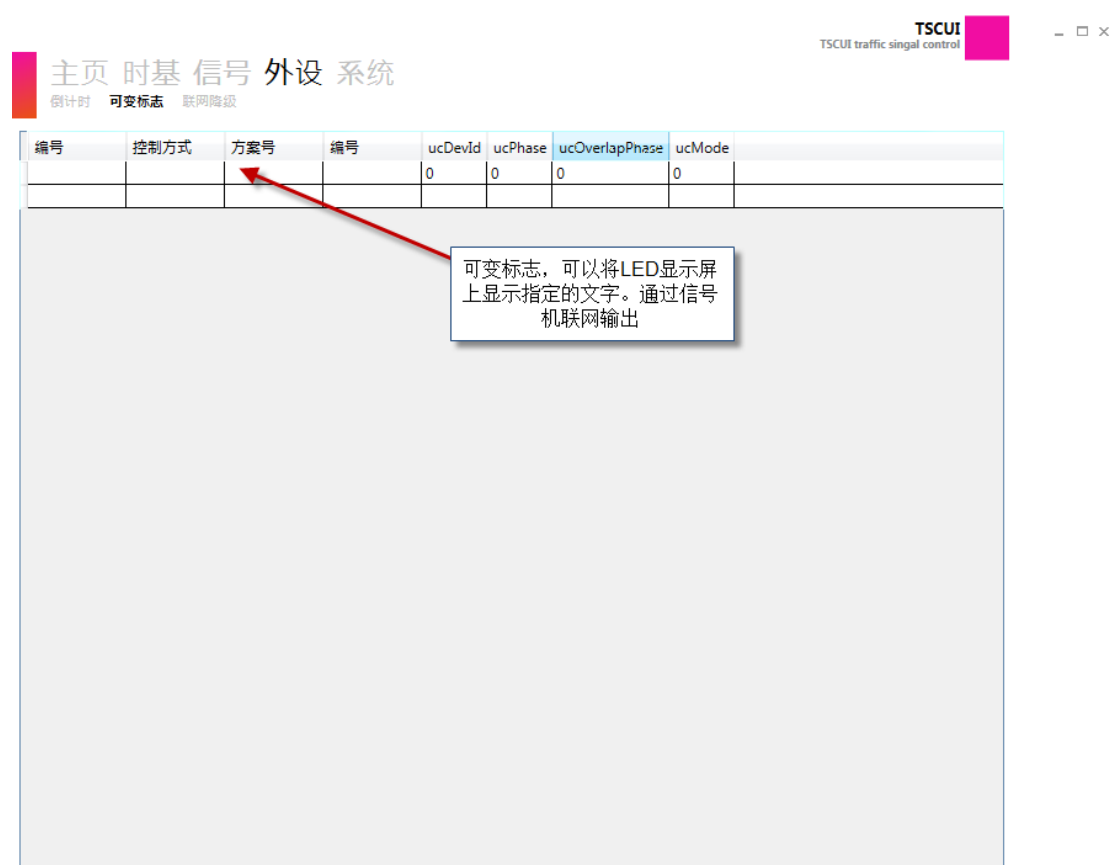 TSCUI
TSCUI traffic singal control
主页 时基 信号 外设 系统
倒计时 可变标志 联网降级
编号 控制方式 方案号 编号 ucDevId ucPhase ucOverlapPhase ucMode
0 0 0 0
可变标志，可以将LED显示屏
上显示指定的文字。通过信号
机联网输出